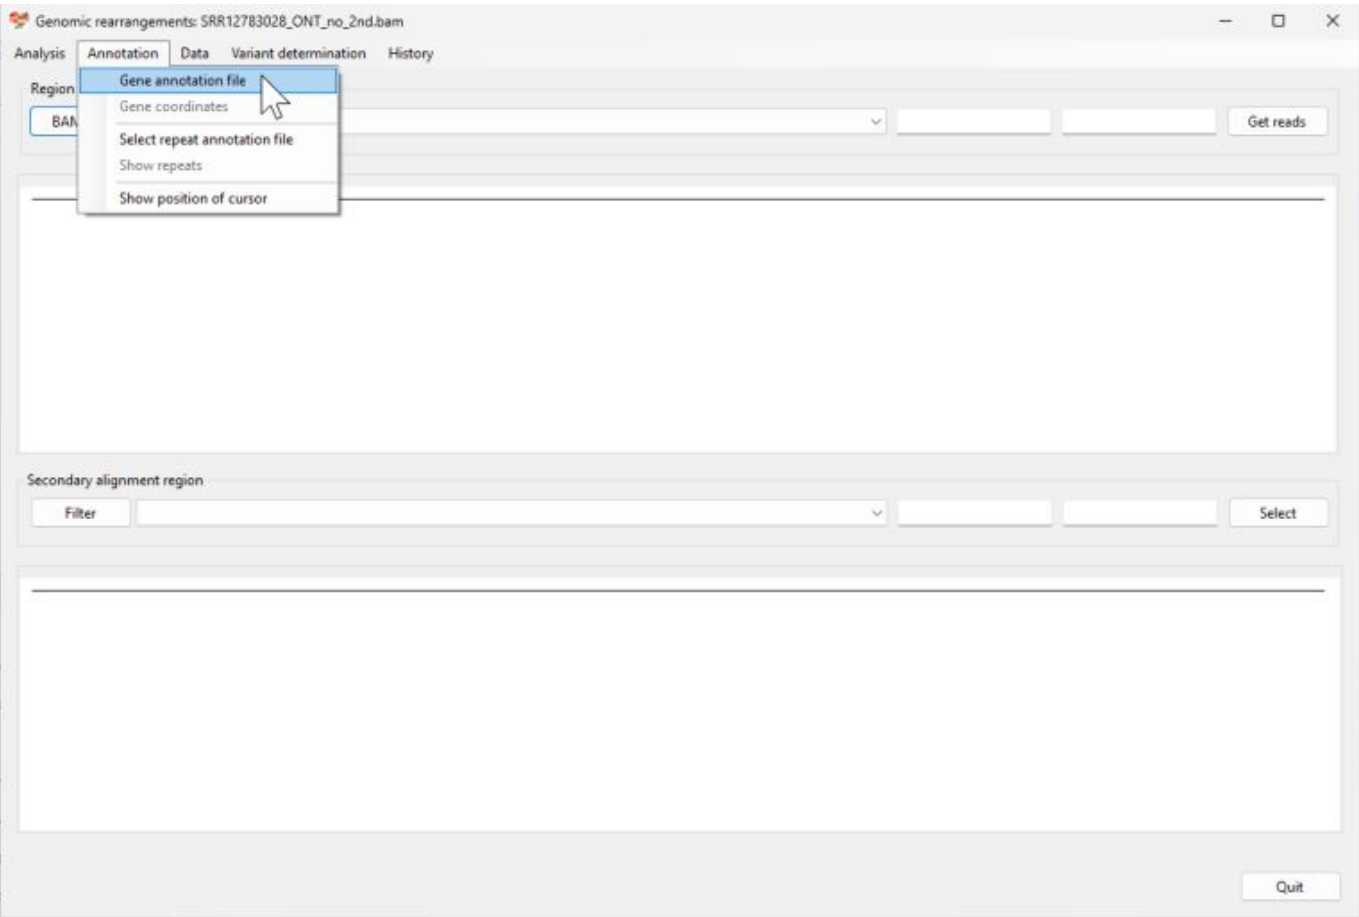 Genomic rearrangements: SRR12783028_ONT_no_2nd.bam
Analysis Annotation Data Variant determination History
Gene annotation file
Region
Gene coordinates
BAM Get reads
Select repeat annotation file
Show repeats
Show position of cursor
Secondary alignment region
Filter Select
Quit